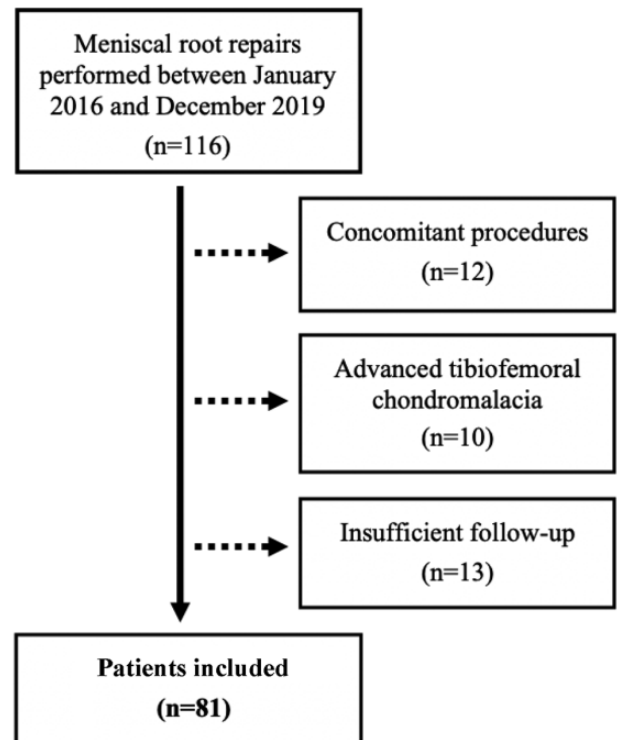 Meniscal root repairs
performed between January
2016 and December 2019
(n=116)
Concomitant procedures
(n=12)
Advanced tibiofemoral
chondromalacia
(n=10)
Insufficient follow-up
(n=13)
Patients included
(n=81)